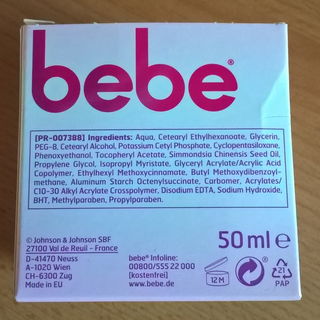 bebe®
[PR-007388] Ingredients: Aqua, Cetearyl Ethylhexanoate, Glycerin,
PEG-8, Cetearyl Alcohol, Potassium Cetyl Phosphate, Cyclopentasiloxane,
Phenoxyethanol, Tocopheryl Acetate, Simmondsia Chinensis Seed Oil,
Propylene Glycol, Isopropyl Myristate, Glyceryl Acrylate/Acrylic Acid
Copolymer, Ethylhexyl Methoxycinnamate, Butyl Methoxydibenzoyl-
methane, Aluminum Starch Octenylsuccinate, Carbomer, Acrylates/
C10-30 Alkyl Acrylate Crosspolymer, Disodium EDTA, Sodium Hydroxide,
BHT, Methylparaben, Propylparaben.
© Johnson & Johnson SBF
27100 Val de Reuil - France
D-41470 Neuss
A-1020 Wien
CH-6300 Zug
Made in EU
bebe® Infoline:
00800/555 22 000
[kostenfrei]
www.bebe.de
50 ml e
12 M
21
PAP